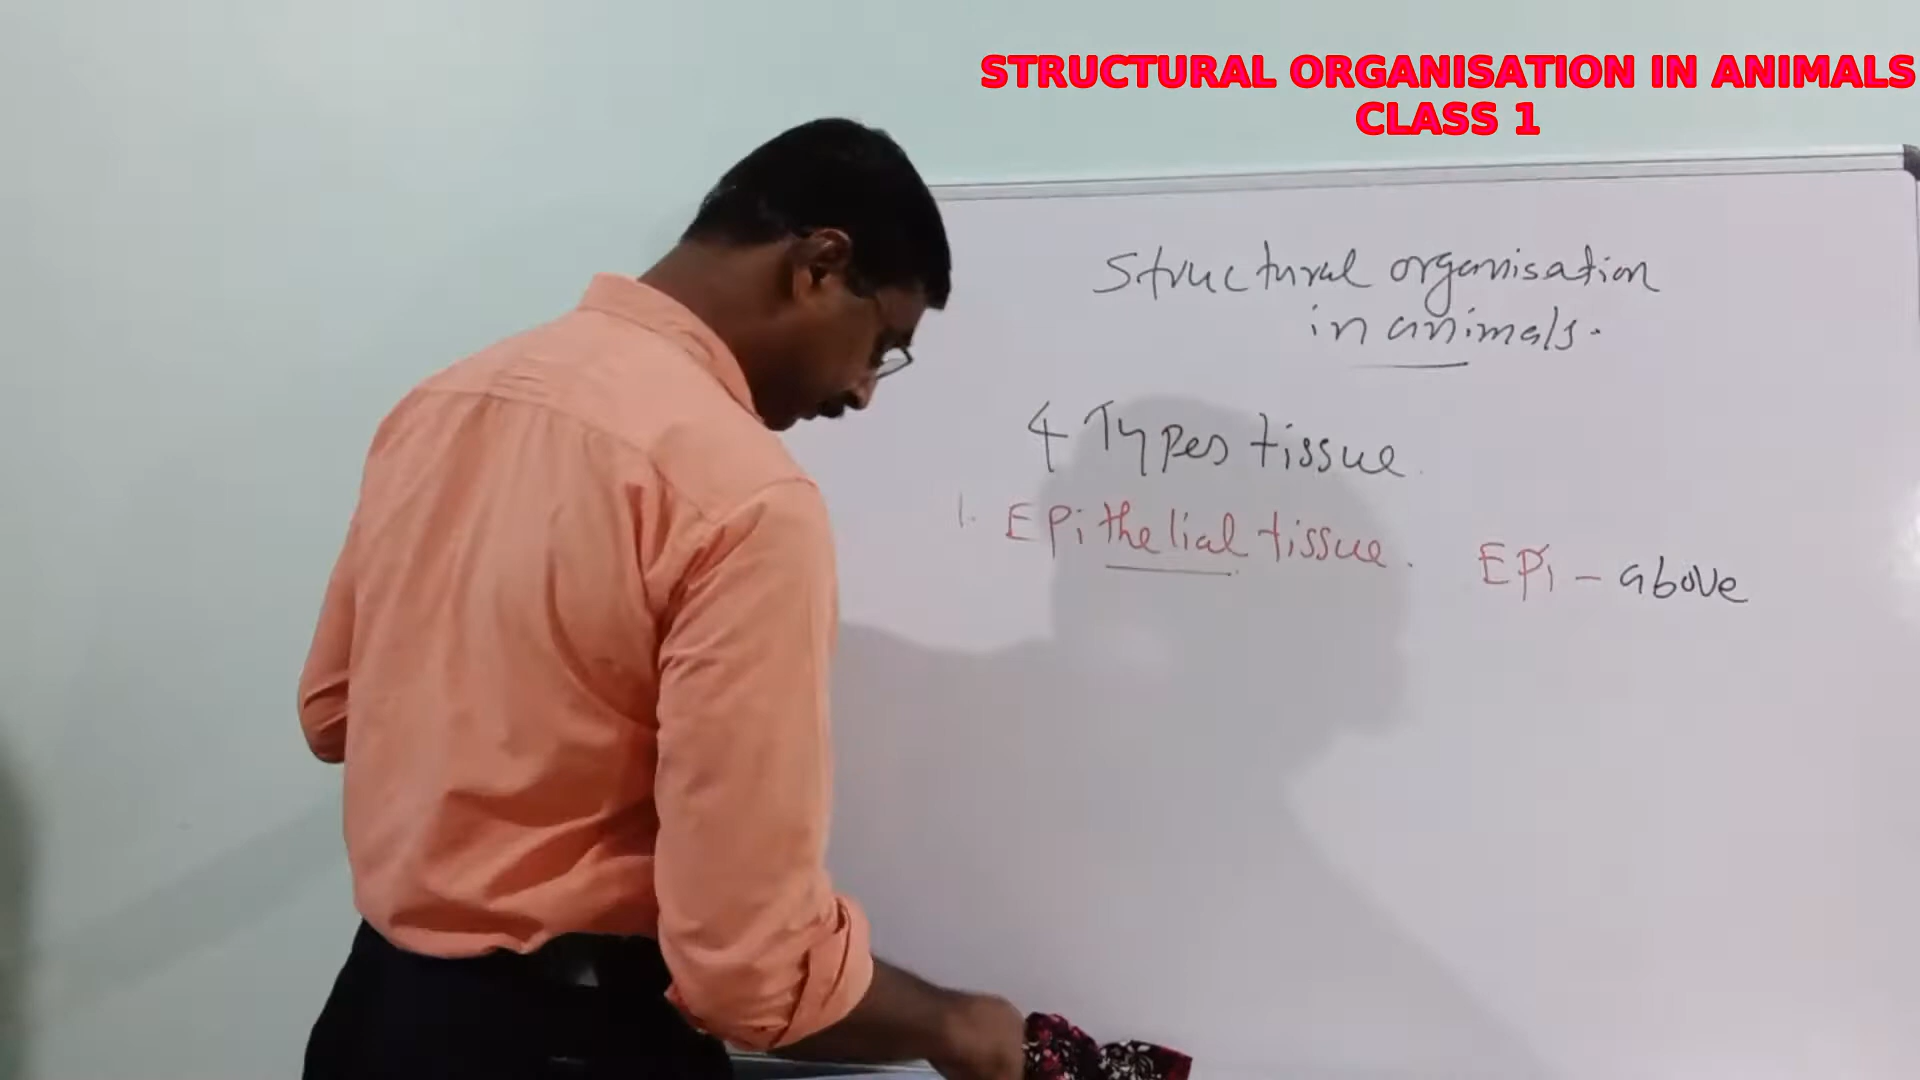 STRUCTURAL ORGANISATION IN ANIMALS
CLASS 1
Structural organisation
in animals.
4 Types tissue.
1. Epithelial tissue. Epi - above